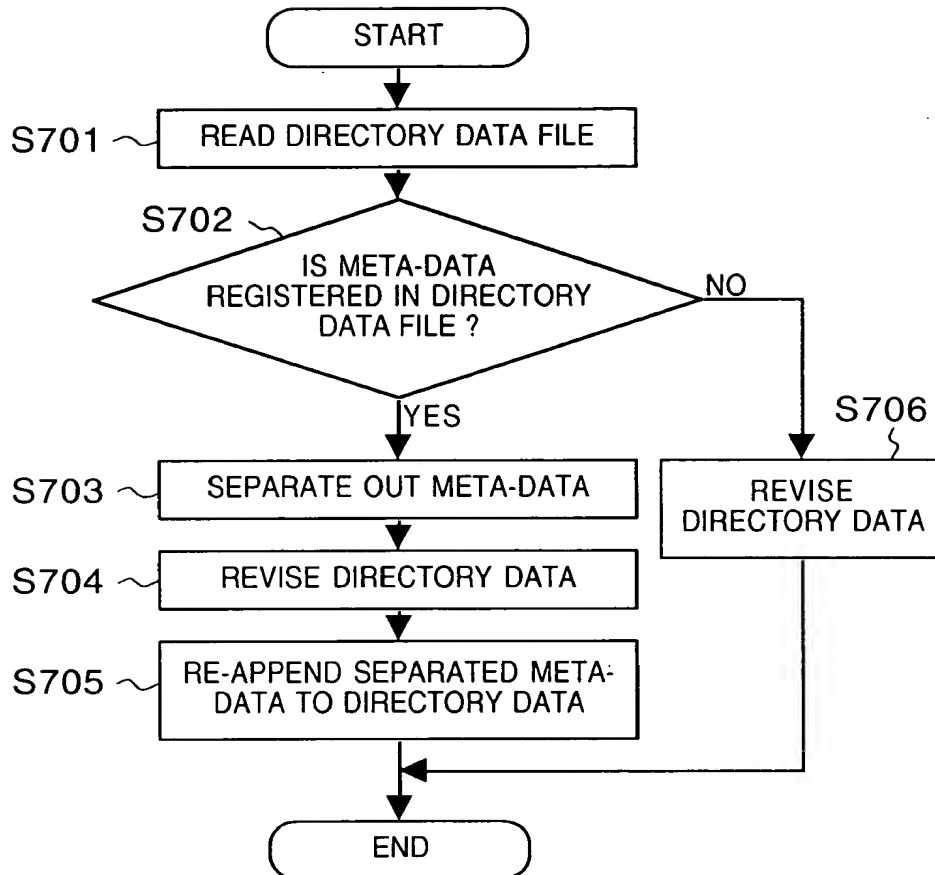 START
S701
READ DIRECTORY DATA FILE
S702
IS META-DATA
REGISTERED IN DIRECTORY
DATA FILE ?
NO
YES
S706
S703
SEPARATE OUT META-DATA
REVISE
DIRECTORY DATA
S704
REVISE DIRECTORY DATA
S705
RE-APPEND SEPARATED META-
DATA TO DIRECTORY DATA
END